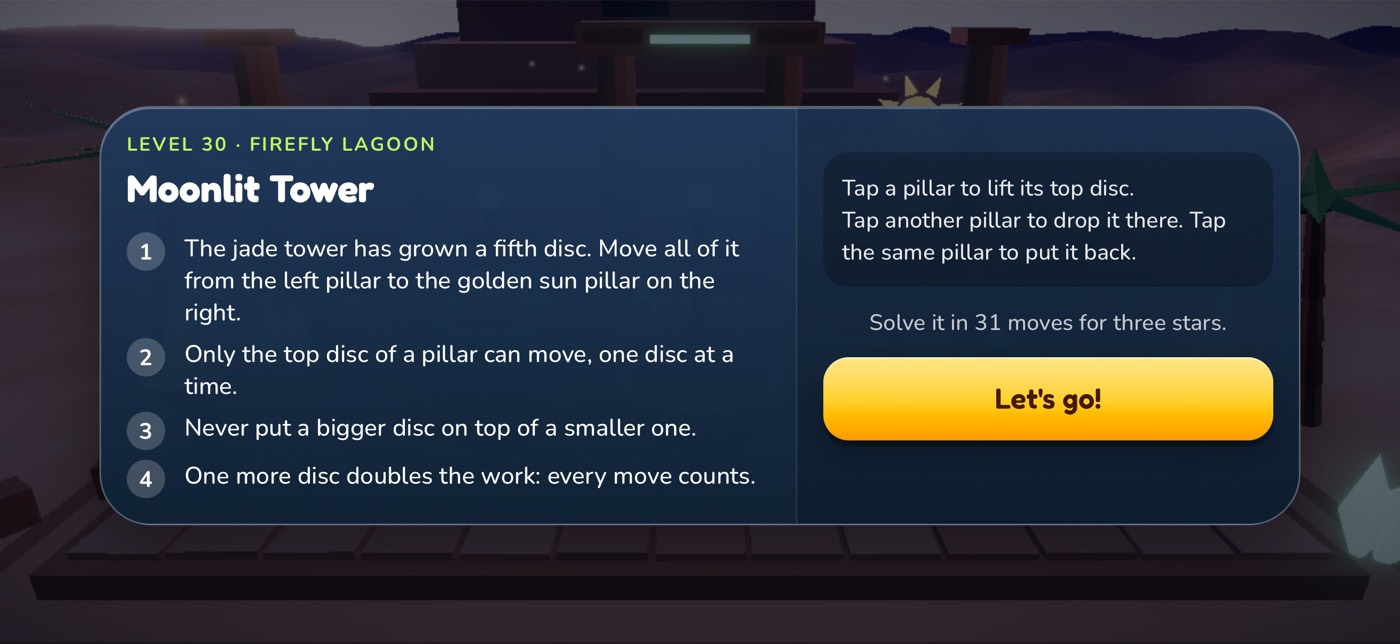 LEVEL 30 · FIREFLY LAGOON
Moonlit Tower
1 The jade tower has grown a fifth disc. Move all of it
from the left pillar to the golden sun pillar on the
right.
2 Only the top disc of a pillar can move, one disc at a
time.
3 Never put a bigger disc on top of a smaller one.
4 One more disc doubles the work: every move counts.
Tap a pillar to lift its top disc.
Tap another pillar to drop it there. Tap
the same pillar to put it back.
Solve it in 31 moves for three stars.
Let's go!